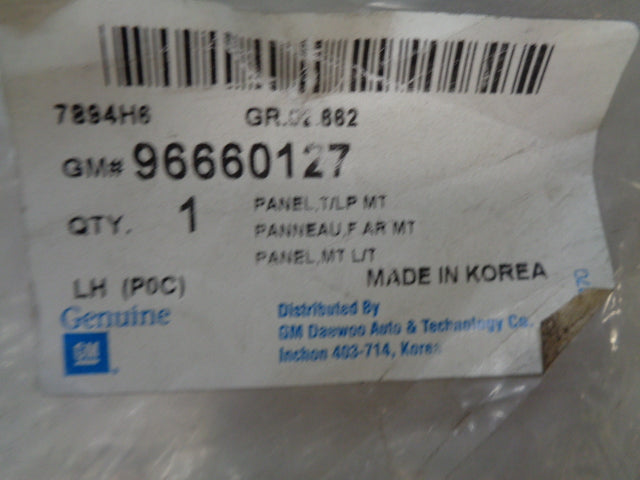 7894H6 GR.02.662
GM# 96660127
QTY. 1
PANEL,T/LP MT
PANNEAU,F AR MT
PANEL,MT L/T
LH (P0C)
MADE IN KOREA
Genuine
GM
Distributed By
GM Daewoo Auto & Technology Co.
Inchon 403-714, Korea